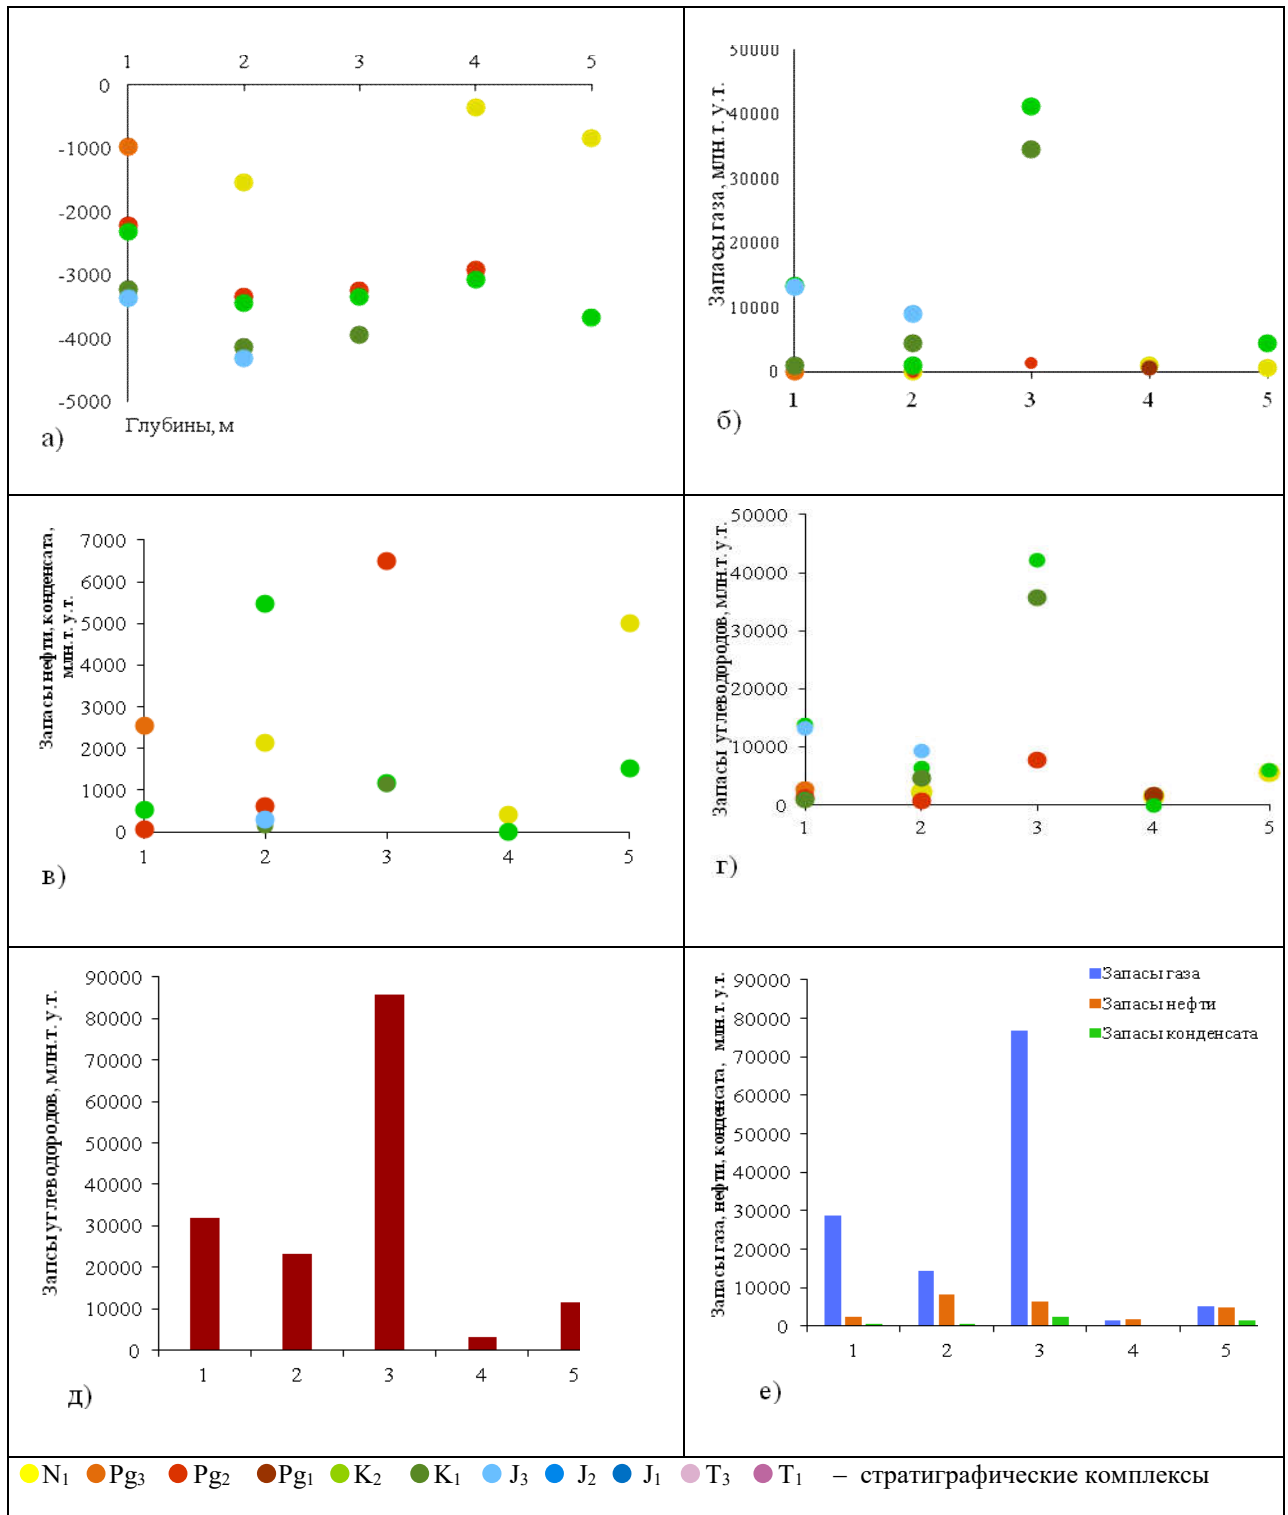 1 2 3 4 5
0
-1000
-2000
-3000
-4000
-5000
Глубины, м
а)
Запасы газа, млн.т. у.т.
50000
40000
30000
20000
10000
0
1 2 3 4 5
б)
Запасы нефти, конденсата,
млн.т. у.т.
7000
6000
5000
4000
3000
2000
1000
0
1 2 3 4 5
в)
Запасы углеводородов, млн.т. у.т.
50000
40000
30000
20000
10000
0
1 2 3 4 5
г)
Запсы углеводородов, млн.т. у.т.
90000
80000
70000
60000
50000
40000
30000
20000
10000
0
1 2 3 4 5
д)
Запасы газа, нефти, конденсата, млн.т. у.т.
90000
80000
70000
60000
50000
40000
30000
20000
10000
0
1 2 3 4 5
Запасы газа
Запасы нефти
Запасы конденсата
е)
N₁ Pg₃ Pg₂ Pg₁ K₂ K₁ J₃ J₂ J₁ T₃ T₁ – стратиграфические комплексы